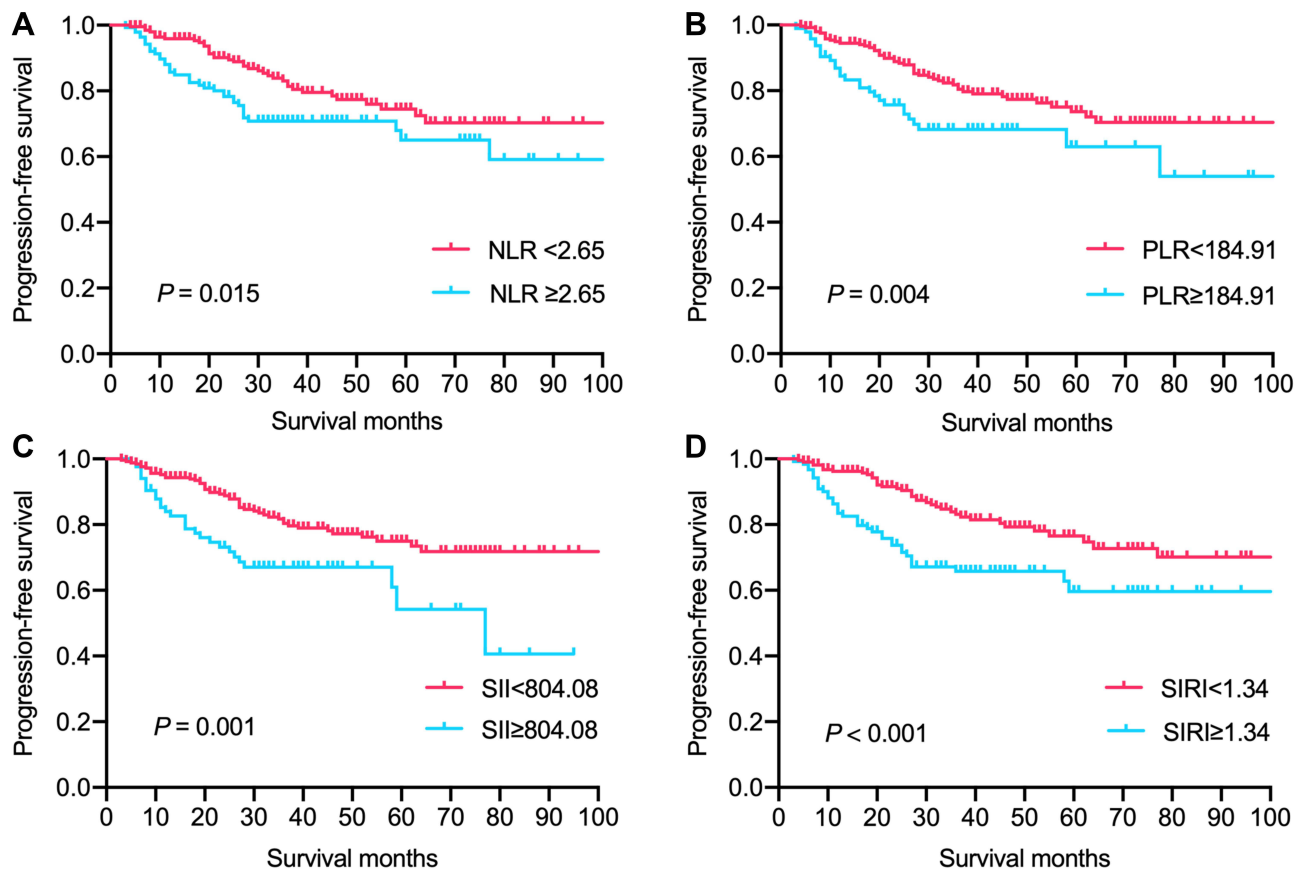 A
Progression-free survival
1.0
0.8
0.6
0.4
0.2
0.0
NLR <2.65
NLR ≥2.65
P = 0.015
0 10 20 30 40 50 60 70 80 90 100
Survival months
B
Progression-free survival
1.0
0.8
0.6
0.4
0.2
0.0
PLR<184.91
PLR≥184.91
P = 0.004
0 10 20 30 40 50 60 70 80 90 100
Survival months
C
Progression-free survival
1.0
0.8
0.6
0.4
0.2
0.0
SII<804.08
SII≥804.08
P = 0.001
0 10 20 30 40 50 60 70 80 90 100
Survival months
D
Progression-free survival
1.0
0.8
0.6
0.4
0.2
0.0
SIRI<1.34
SIRI≥1.34
P < 0.001
0 10 20 30 40 50 60 70 80 90 100
Survival months